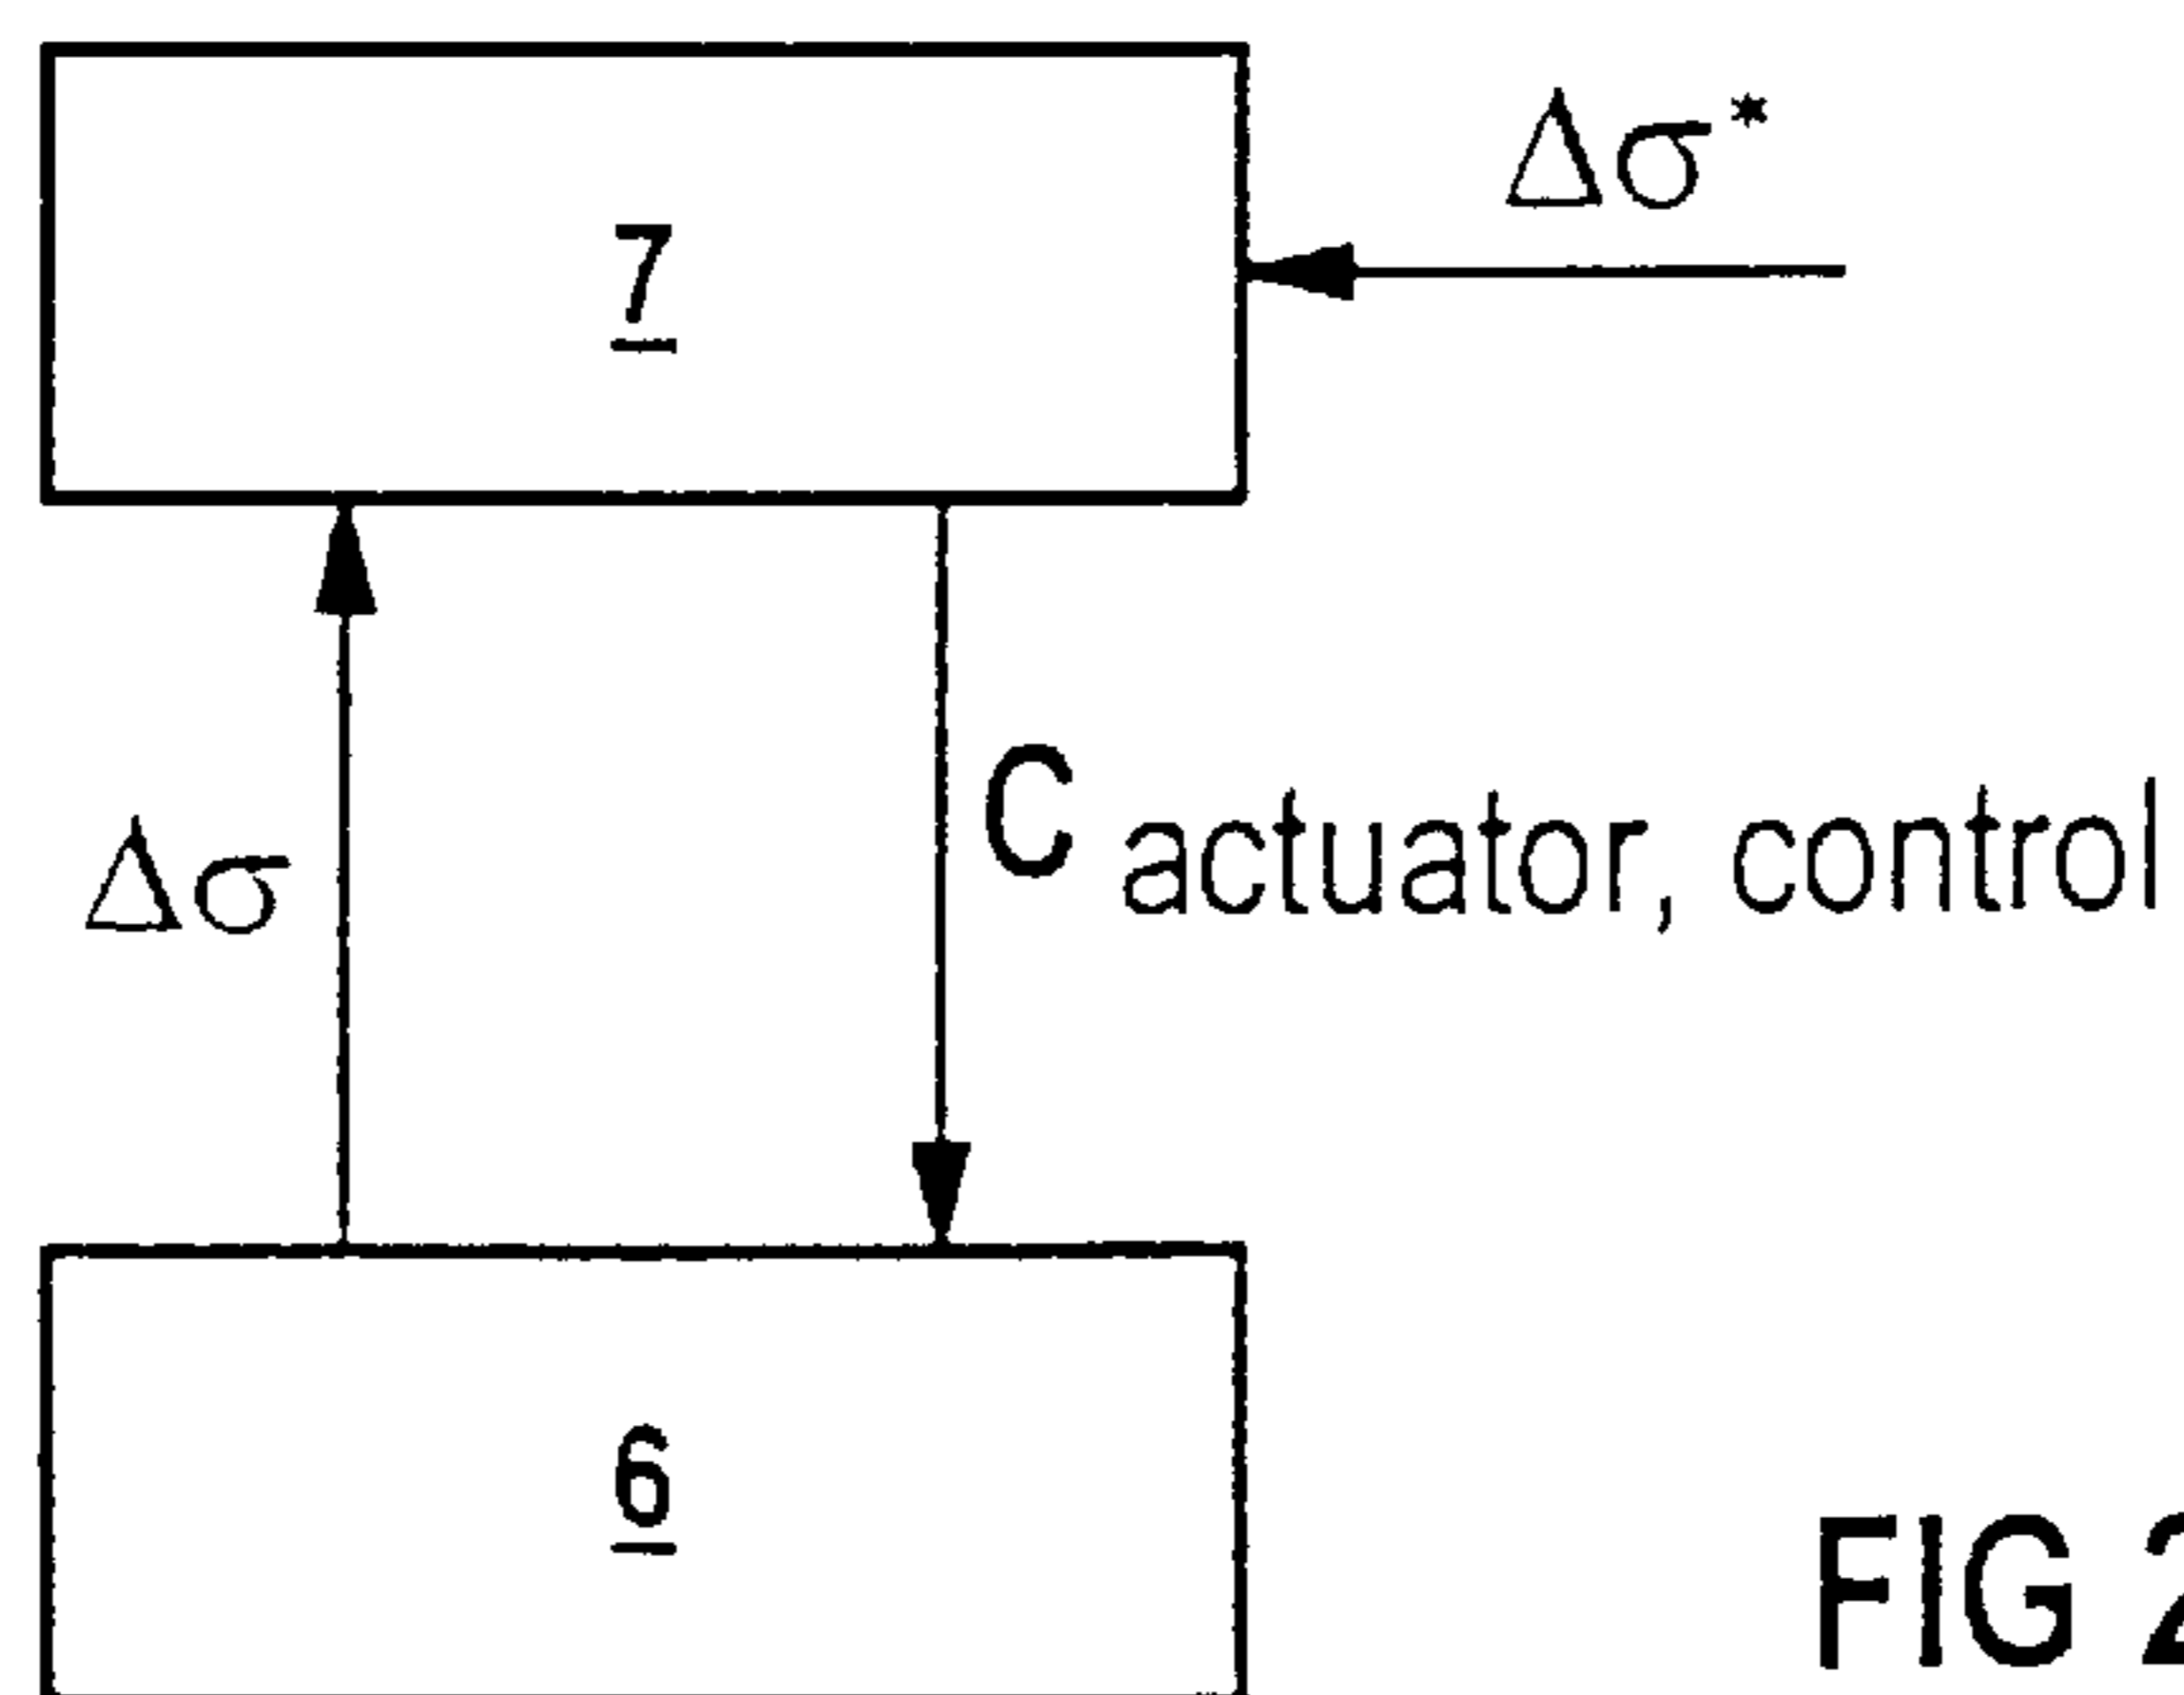 Δσ*
7
C actuator, control
Δσ
6
FIG 2